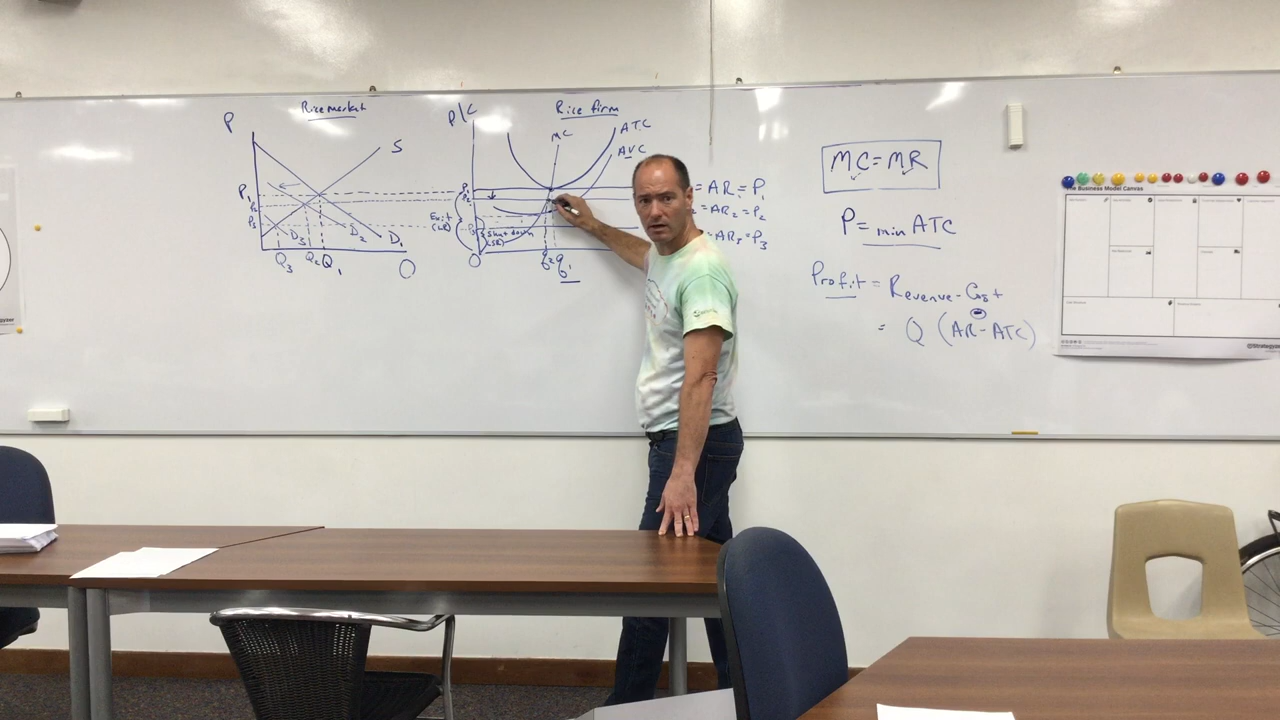 Rice market
P
S
P1
P2
P3
D3
D2
D1
Q3
Q2
Q1
Q
Rice firm
P/C
MC
ATC
AVC
P1
P2
Exit
(LR)
Shut down
(SR)
O
q2
q1
= AR1 = P1
= AR2 = P2
= AR3 = P3
MC = MR
P = min ATC
Profit = Revenue - Cost
= Q (AR - ATC)
The Business Model Canvas
@Strategyzer